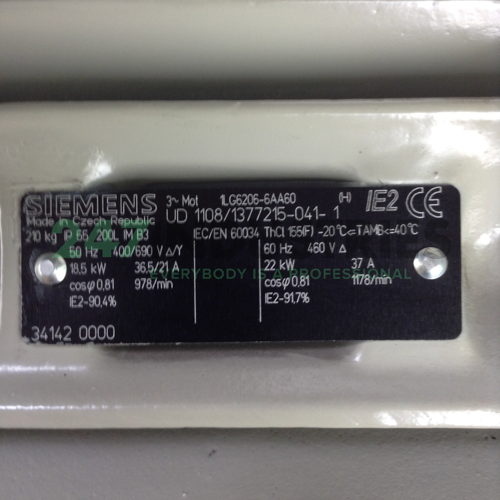 SIEMENS 3~ Mot 1LG6206-6AA60 (H) IE2 CE
Made in Czech Republic UD 1108/1377215-041-1
210 kg IP 55 200L IM B3 IEC/EN 60034 ThCl 155(F) -20°C<=TAMB<=40°C
50 Hz 400/690 V Δ/Y 60 Hz 460 V Δ
18,5 kW 36,5/21 A 22 kW 37 A
EVERYBODY IS A PROFESSIONAL
cosφ 0,81 978/min cosφ 0,81 1178/min
IE2-90,4% IE2-91,7%
34142 0000